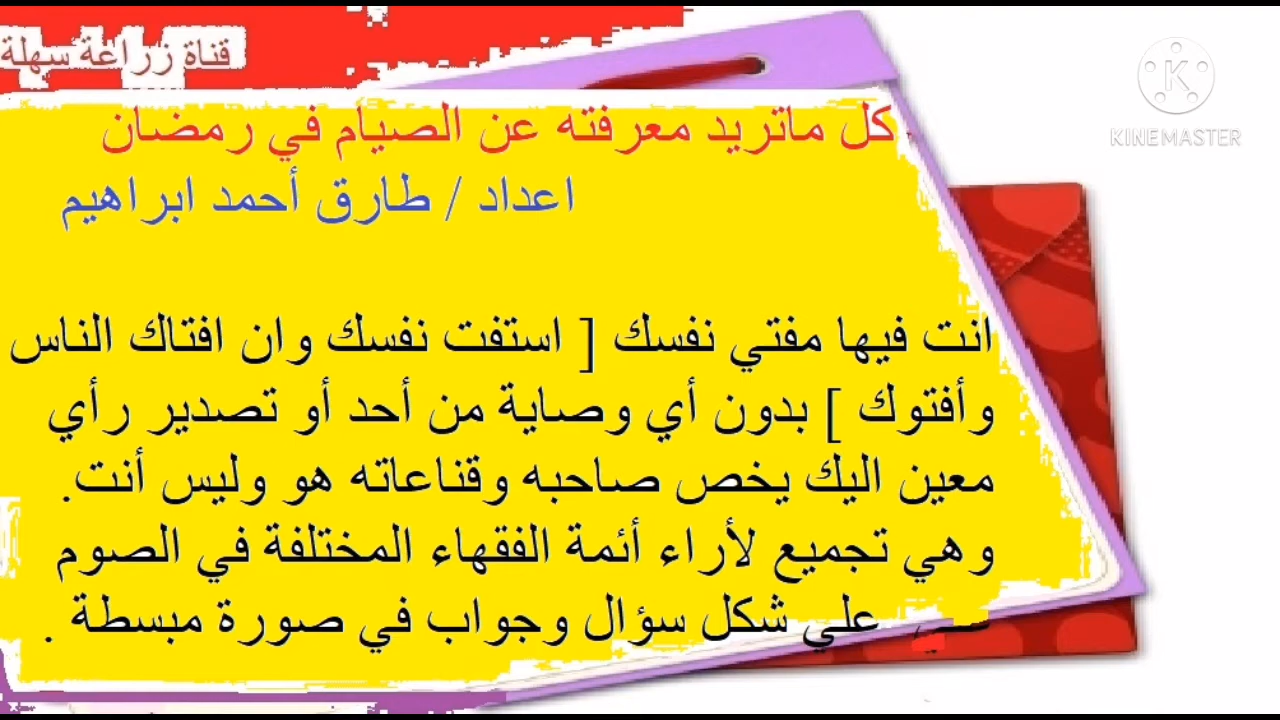 قناة زراعة سهلة
KINEMASTER
كل ماتريد معرفته عن الصيام في رمضان
اعداد / طارق أحمد ابراهيم
انت فيها مفتي نفسك [ استفت نفسك وان افتاك الناس
وأفتوك ] بدون أي وصاية من أحد أو تصدير رأي
معين اليك يخص صاحبه وقناعاته هو وليس أنت.
وهي تجميع لأراء أئمة الفقهاء المختلفة في الصوم
علي شكل سؤال وجواب في صورة مبسطة .